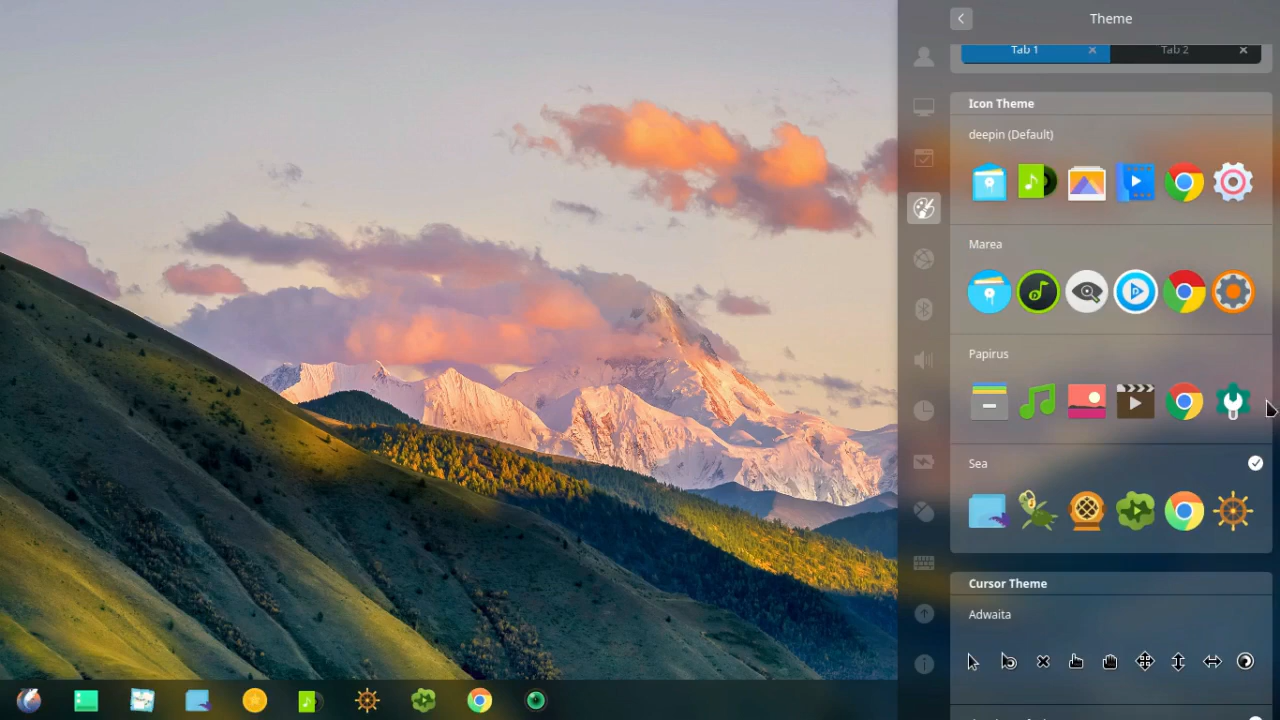 Theme
Tab 1
Tab 2
Icon Theme
deepin (Default)
Marea
Papirus
Sea
Cursor Theme
Adwaita